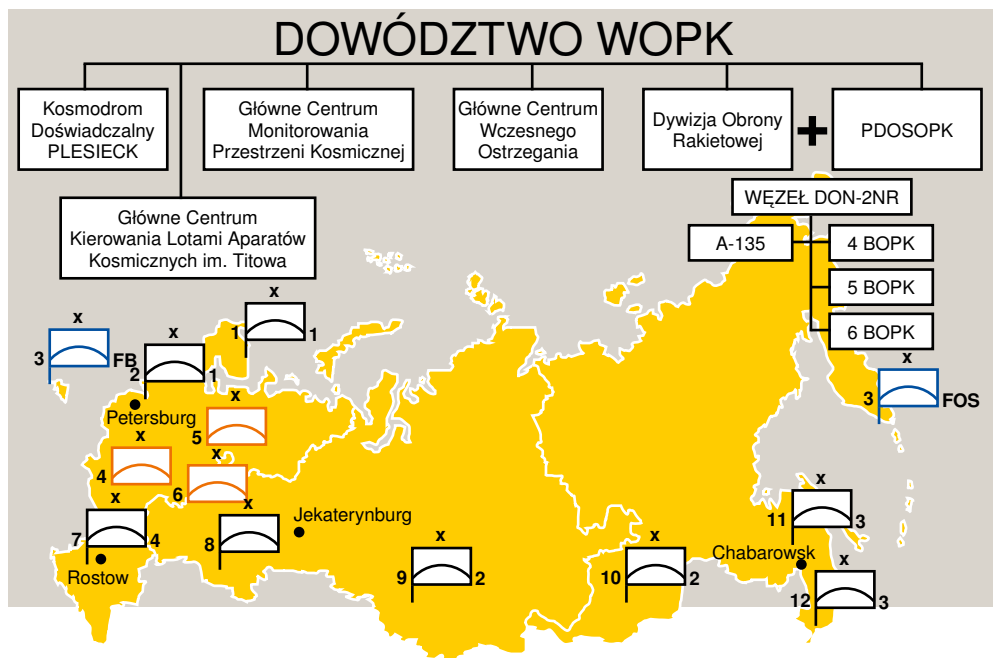 DOWÓDZTWO WOPK
Kosmodrom
Doświadczalny
PLESIECK
Główne Centrum
Monitorowania
Przestrzeni Kosmicznej
Główne Centrum
Wczesnego
Ostrzegania
Dywizja Obrony
Rakietowej
+
PDOSOPK
Główne Centrum
Kierowania Lotami Aparatów
Kosmicznych im. Titowa
WĘZEŁ DON-2NR
A-135
4 BOPK
5 BOPK
6 BOPK
x
1 1
x
3 FB
x
2 1
x
3 FOS
Petersburg
x
5
x
4
x
6
x
7 4
Rostow
x
8
Jekaterynburg
x
9 2
x
10 2
x
11 3
Chabarowsk
x
12 3